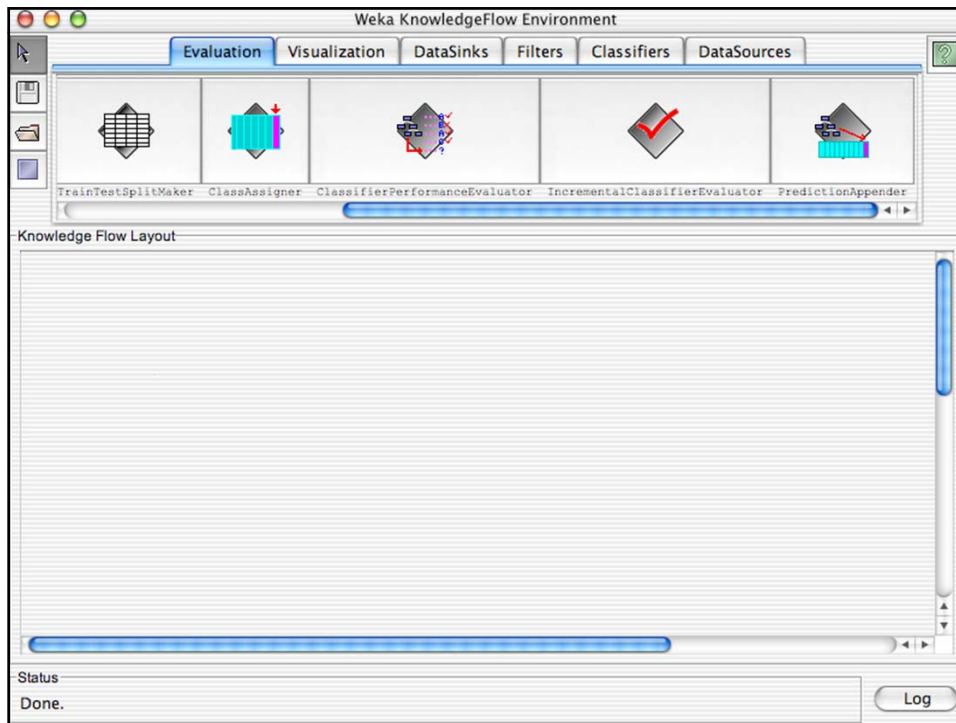 Weka KnowledgeFlow Environment
Evaluation Visualization DataSinks Filters Classifiers DataSources
TrainTestSplitMaker ClassAssigner ClassifierPerformanceEvaluator IncrementalClassifierEvaluator PredictionAppender
Knowledge Flow Layout
Status
Done.
Log